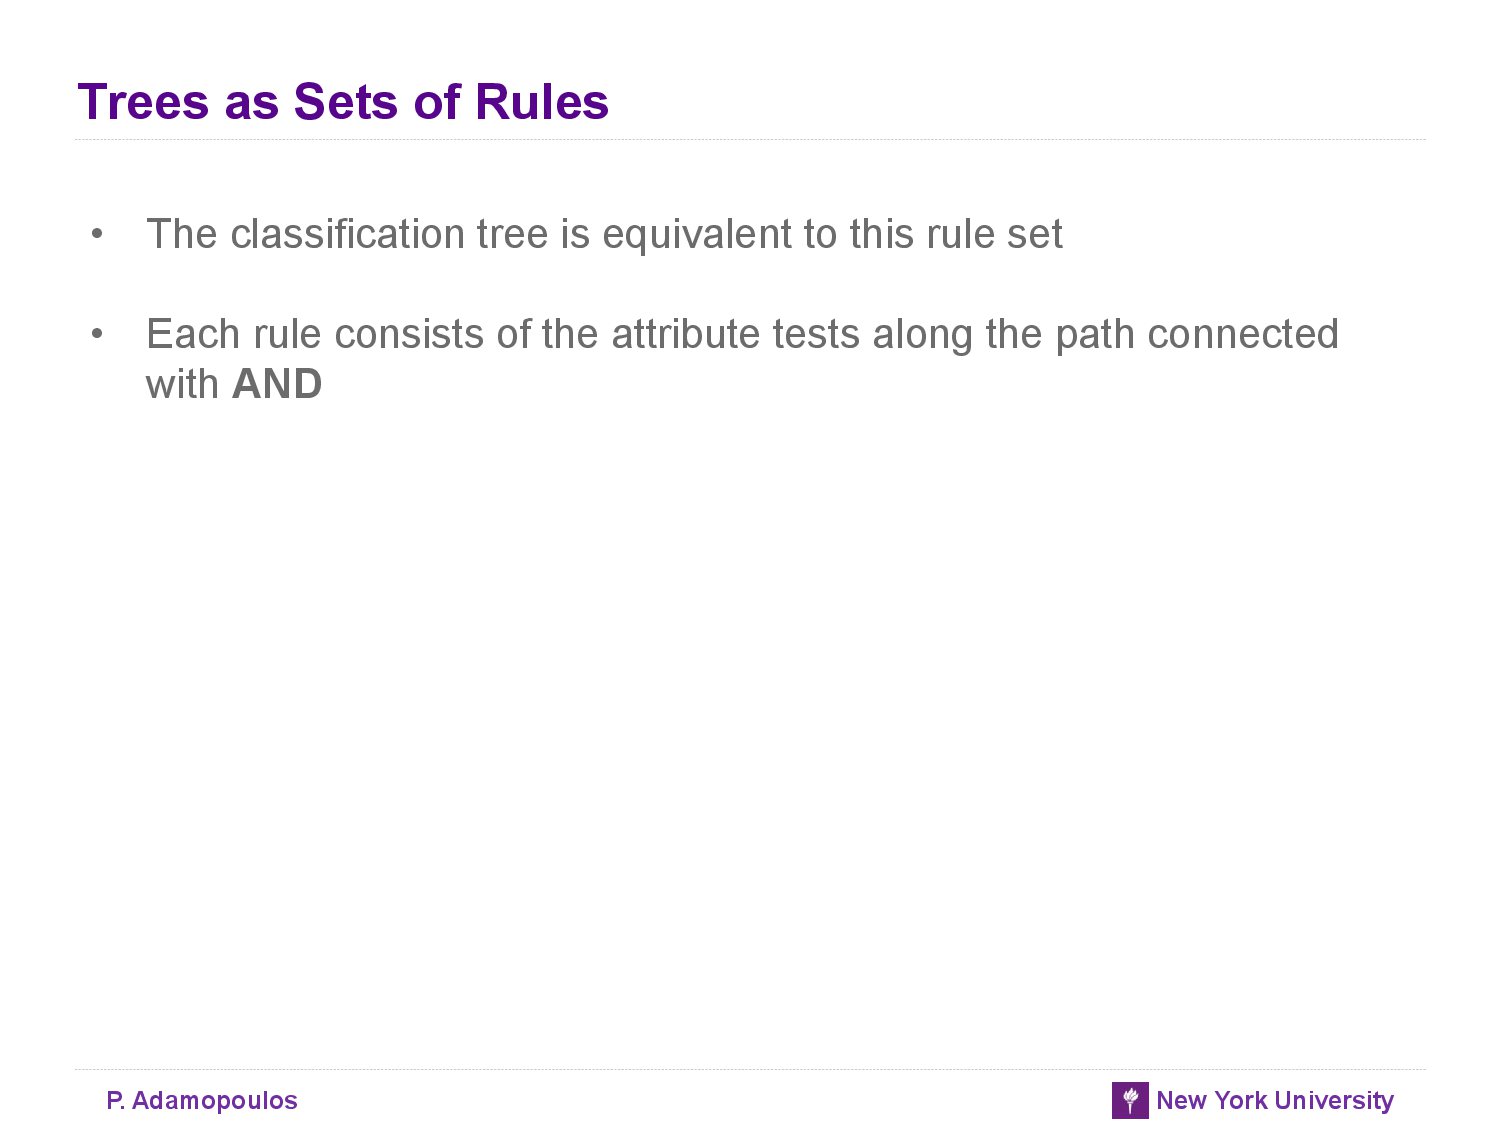 Trees as Sets of Rules
• The classification tree is equivalent to this rule set
• Each rule consists of the attribute tests along the path connected
with AND
P. Adamopoulos
New York University